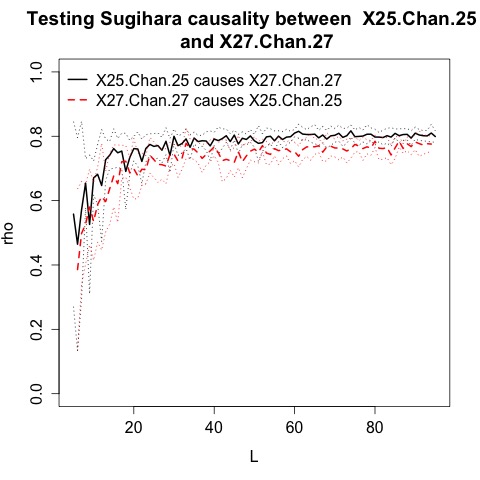 Testing Sugihara causality between  X25.Chan.25
and X27.Chan.27
X25.Chan.25 causes X27.Chan.27
X27.Chan.27 causes X25.Chan.25
1.0
0.8
0.6
0.4
0.2
0.0
rho
20 40 60 80
L